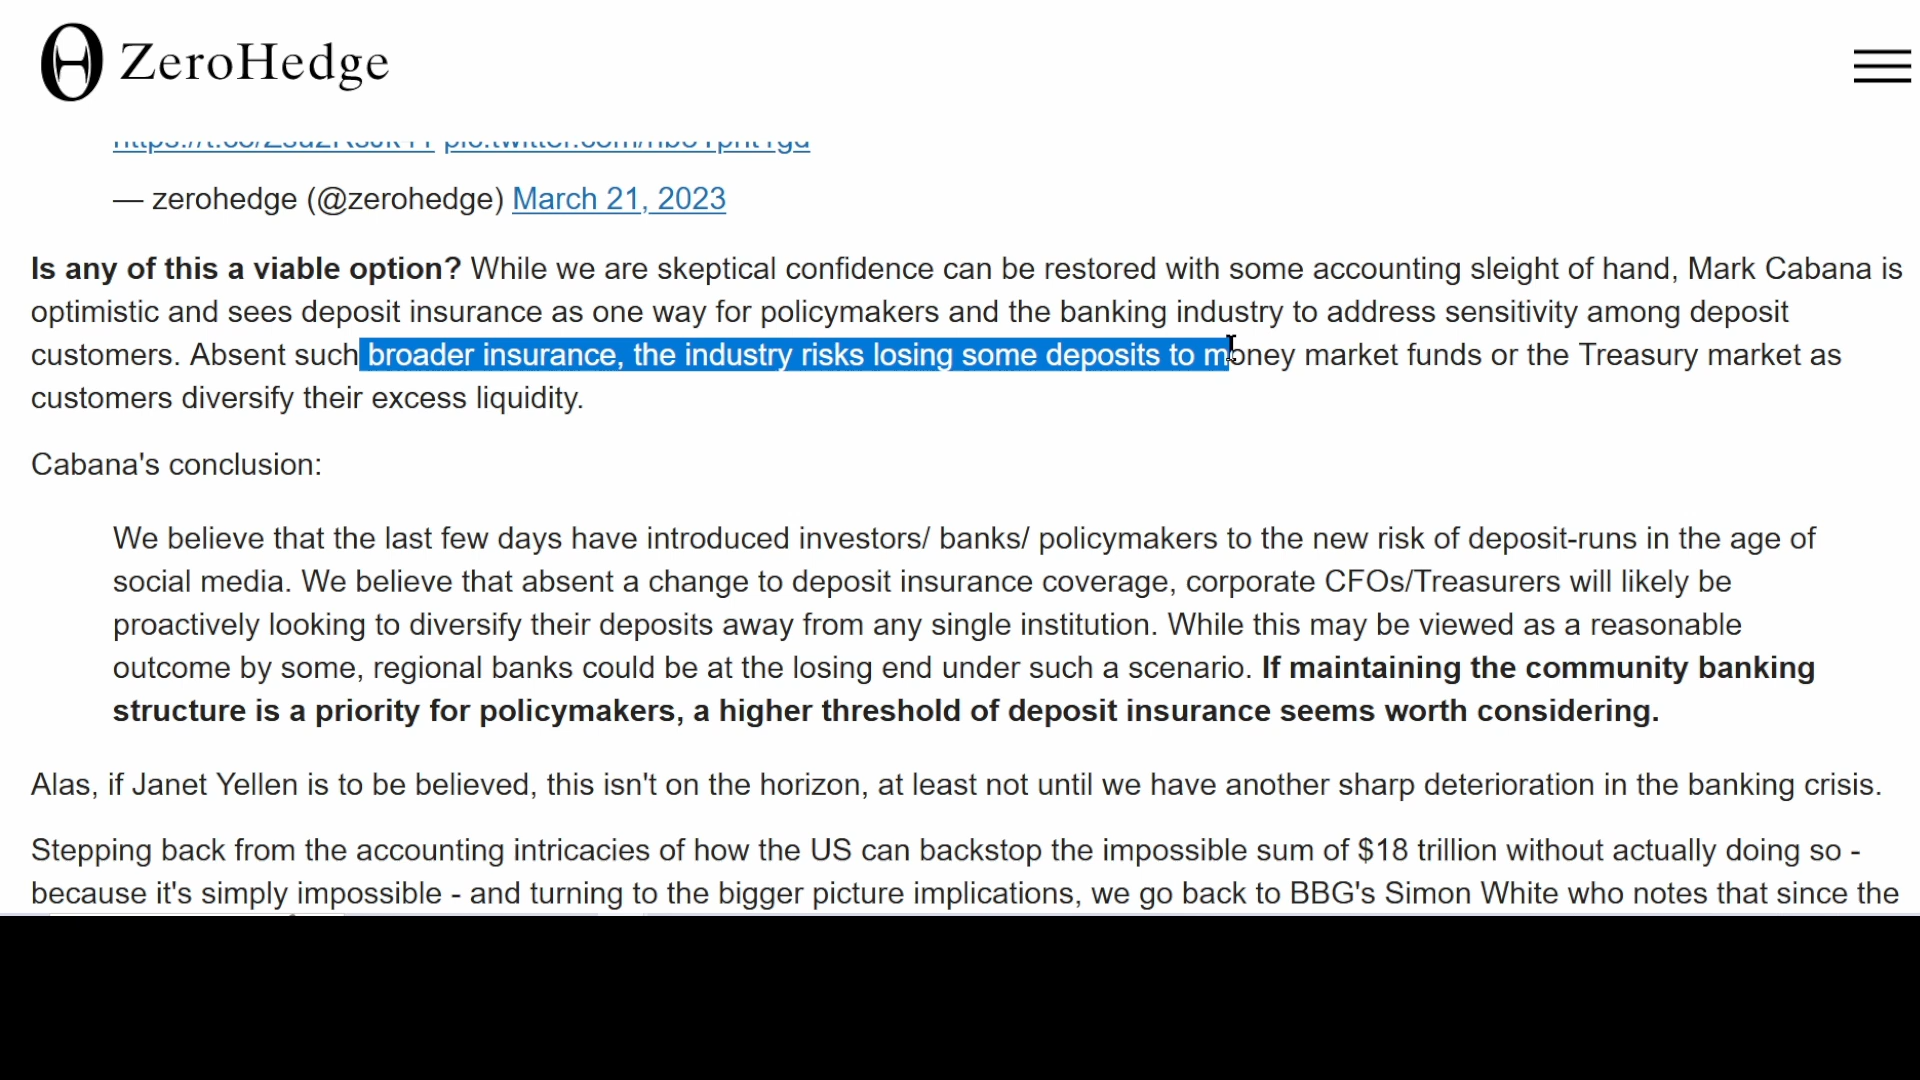 ZeroHedge
— zerohedge (@zerohedge) March 21, 2023
Is any of this a viable option? While we are skeptical confidence can be restored with some accounting sleight of hand, Mark Cabana is
optimistic and sees deposit insurance as one way for policymakers and the banking industry to address sensitivity among deposit
customers. Absent such broader insurance, the industry risks losing some deposits to money market funds or the Treasury market as
customers diversify their excess liquidity.
Cabana's conclusion:
We believe that the last few days have introduced investors/ banks/ policymakers to the new risk of deposit-runs in the age of
social media. We believe that absent a change to deposit insurance coverage, corporate CFOs/Treasurers will likely be
proactively looking to diversify their deposits away from any single institution. While this may be viewed as a reasonable
outcome by some, regional banks could be at the losing end under such a scenario. If maintaining the community banking
structure is a priority for policymakers, a higher threshold of deposit insurance seems worth considering.
Alas, if Janet Yellen is to be believed, this isn't on the horizon, at least not until we have another sharp deterioration in the banking crisis.
Stepping back from the accounting intricacies of how the US can backstop the impossible sum of $18 trillion without actually doing so -
because it's simply impossible - and turning to the bigger picture implications, we go back to BBG's Simon White who notes that since the